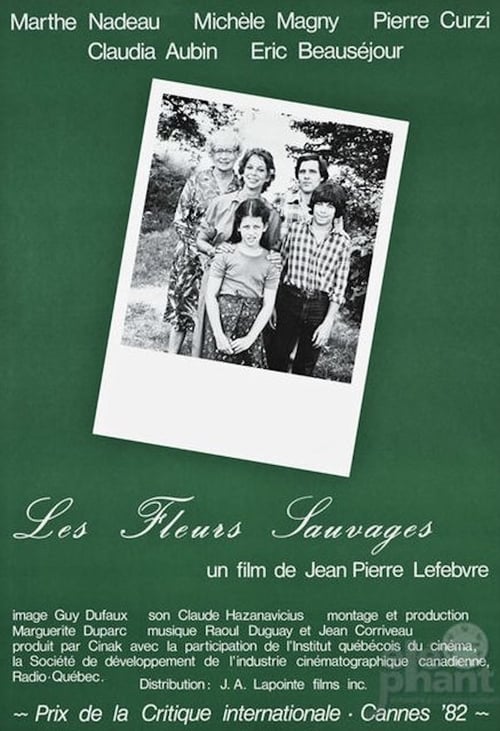 Marthe Nadeau Michèle Magny Pierre Curzi
Claudia Aubin Eric Beauséjour
Les Fleurs Sauvages
un film de Jean Pierre Lefebvre
image Guy Dufaux son Claude Hazanavicius montage et production
Marguerite Duparc musique Raoul Duguay et Jean Corriveau
produit par Cinak avec la participation de l'Institut québécois du cinéma,
la Société de développement de l'industrie cinématographique canadienne,
Radio-Québec.
Distribution: J. A. Lapointe films inc.
~ Prix de la Critique internationale · Cannes '82 ~